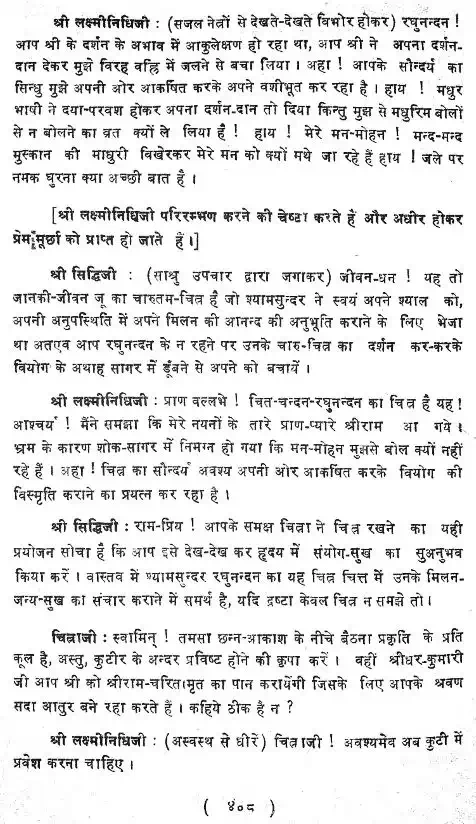 श्री लक्ष्मीनिधिजी : (सजल नेत्रों से देखते-देखते विभोर होकर) रघुनन्दन !
आप श्री के दर्शन के अभाव में आकुलेक्षण हो रहा था, आप श्री ने अपना दर्शन-
दान देकर मुझे विरह वह्नि में जलने से बचा लिया । अहा ! आपके सौन्दर्य का
सिन्धु मुझे अपनी ओर आकर्षित करके अपने वशीभूत कर रहा है । हाय ! मधुर
भाषी ने दया-परवश होकर अपना दर्शन-दान तो दिया किन्तु मुझ से मधुरिम बोलों
से न बोलने का व्रत क्यों ले लिया हैं ! हाय ! मेरे मन-मोहन ! मन्द-मन्द
मुस्कान की माधुरी विखेरकर मेरे मन को क्यों मथे जा रहे हैं हाय ! जले पर
नमक घुरना क्या अच्छी बात है ।
[श्री लक्ष्मीनिधिजी परिरम्भण करने की चेष्टा करते हैं और अधीर होकर
प्रेम मूर्छा को प्राप्त हो जाते हैं ।]
श्री सिद्धिजी : (साश्रु उपचार द्वारा जगाकर) जीवन-धन ! यह तो
जानकी-जीवन जू का चारुतम-चित्र हैं जो श्यामसुन्दर ने स्वयं अपने श्याल को,
अपनी अनुपस्थिति में अपने मिलन की आनन्द की अनुभूति कराने के लिए भेजा
था अतएव आप रघुनन्दन के न रहने पर उनके चारु-चित्र का दर्शन कर-करके
वियोग के अथाह सागर में डूंबने से अपने को बचायें ।
श्री लक्ष्मीनिधिजी : प्राण वल्लभे ! चित-चन्दन-रघुनन्दन का चित्र है यह !
आश्चर्य ! मैंने समझा कि मेरे नयनों के तारे प्राण-प्यारे श्रीराम आ गये ।
भ्रम के कारण शोक-सागर में निमग्न हो गया कि मन-मोहन मुझसे बोल क्यों नहीं
रहे हैं । अहा ! चित्र का सौन्दर्य अवश्य अपनी ओर आकर्षित करके वियोग की
विस्मृति कराने का प्रयत्न कर रहा है ।
श्री सिद्धिजी : राम-प्रिय ! आपके समक्ष चित्रा ने चित्र रखने का यही
प्रयोजन सोचा हैं कि आप इसे देख-देख कर हृदय में संयोग-सुख का सुअनुभव
किया करें । वास्तव में श्यामसुन्दर रघुनन्दन का यह चित्र चित्त में उनके मिलन-
जन्य-सुख का संचार कराने में समर्थ है, यदि द्रष्टा केवल चित्र न समझे तो ।
चित्राजी : स्वामिन् ! तमसा छन्न-आकाश के नीचे बैठना प्रकृति के प्रति
कूल है, अस्तु, कुटीर के अन्दर प्रविष्ट होने की कृपा करें । वहीं श्रीधर-कुमारी
जी आप श्री को श्रीराम-चरितामृत का पान करायेंगी जिसके लिए आपके श्रवण
सदा आतुर बने रहा करते हैं । कहिये ठीक है न ?
श्री लक्ष्मीनिधिजी : (अस्वस्थ से धीरें) चित्राजी ! अवश्यमेव अब कुटी में
प्रवेश करना चाहिए ।
( ४०८ )